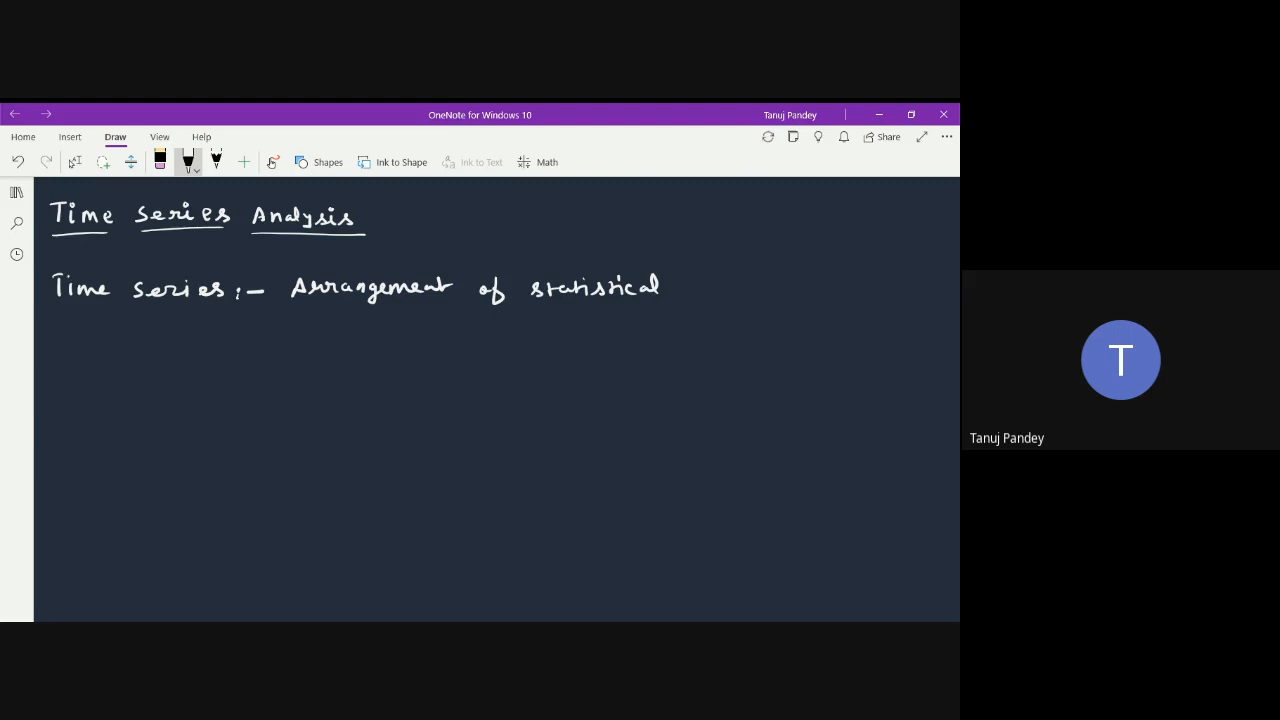 OneNote for Windows 10
Tanuj Pandey
Home Insert Draw View Help
Share
Shapes Ink to Shape Ink to Text Math
Time series Analysis
Time series :- Arrangement of statistical
T
Tanuj Pandey